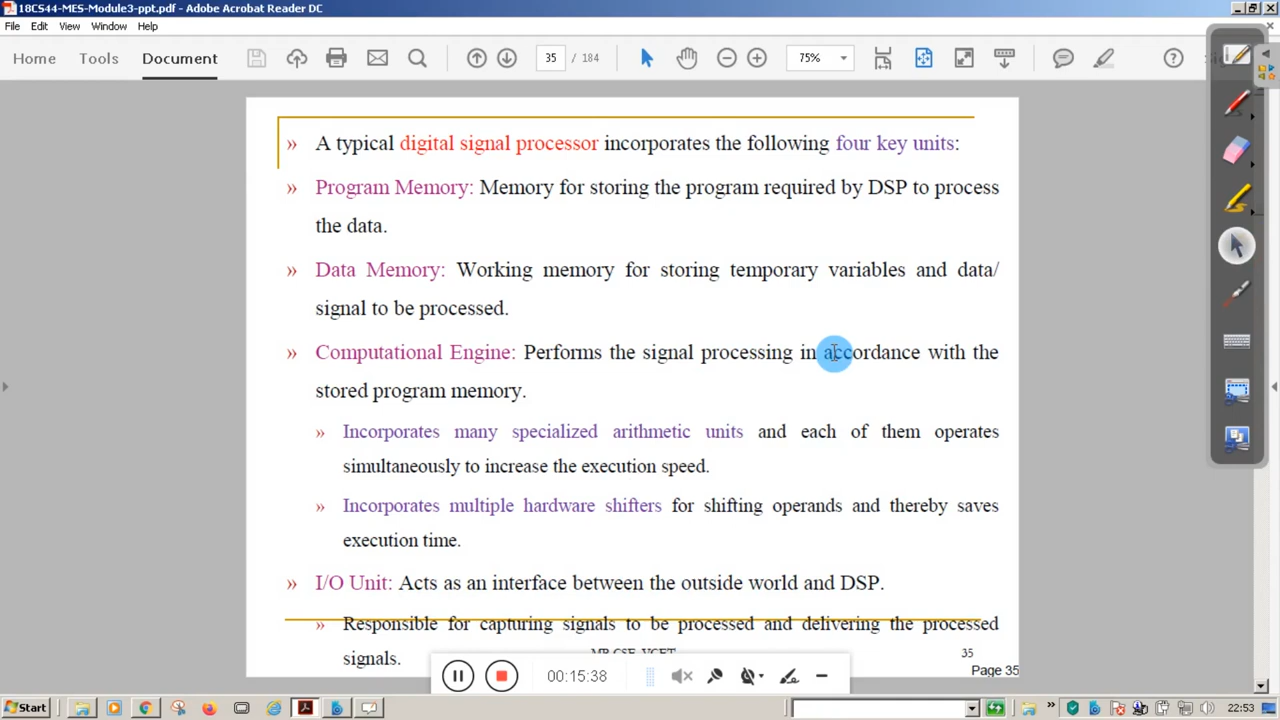 18CS44-MES-Module3-ppt.pdf - Adobe Acrobat Reader DC
File Edit View Window Help
Home Tools Document 35 / 184 75%
» A typical digital signal processor incorporates the following four key units:
» Program Memory: Memory for storing the program required by DSP to process
the data.
» Data Memory: Working memory for storing temporary variables and data/
signal to be processed.
» Computational Engine: Performs the signal processing in accordance with the
stored program memory.
» Incorporates many specialized arithmetic units and each of them operates
simultaneously to increase the execution speed.
» Incorporates multiple hardware shifters for shifting operands and thereby saves
execution time.
» I/O Unit: Acts as an interface between the outside world and DSP.
» Responsible for capturing signals to be processed and delivering the processed
signals.
35
Page 35
00:15:38
Start
22:53